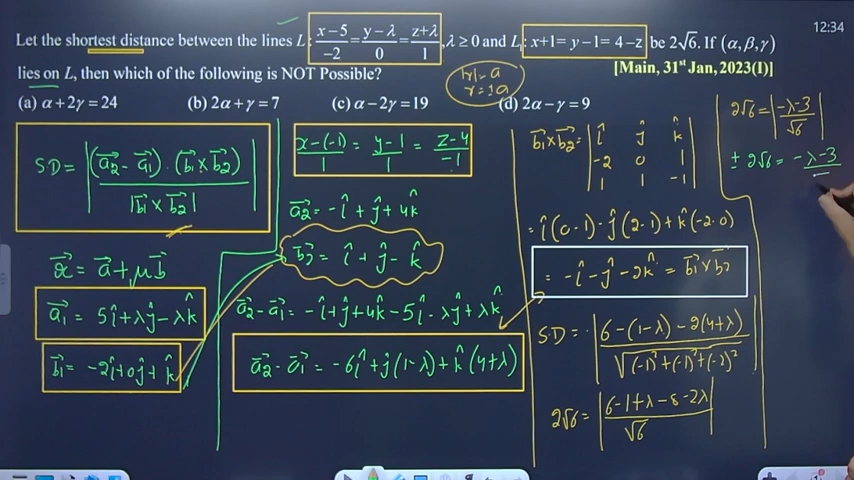 12:34
Let the shortest distance between the lines L : (x-5)/-2 = (y-λ)/0 = (z+λ)/1 , λ ≥ 0 and L₁ : x+1 = y-1 = 4-z be 2√6. If (α, β, γ)
lies on L, then which of the following is NOT Possible?
[Main, 31st Jan, 2023(I)]
(a) α + 2γ = 24 (b) 2α + γ = 7 (c) α - 2γ = 19 (d) 2α - γ = 9
|x| = a
x = ± a
S.D = |(a₂⃗ - a₁⃗) · (b₁⃗ × b₂⃗) / |b₁⃗ × b₂⃗||
r⃗ = a⃗ + μb⃗
a₁⃗ = 5î + λĵ - λk̂
b₁⃗ = -2î + 0ĵ + k̂
(x-(-1))/1 = (y-1)/1 = (z-4)/-1
a₂⃗ = -î + ĵ + 4k̂
b₂⃗ = î + ĵ - k̂
a₂⃗ - a₁⃗ = -î + ĵ + 4k̂ - 5î - λĵ + λk̂
a₂⃗ - a₁⃗ = -6î + ĵ(1-λ) + k̂(4+λ)
b₁⃗ × b₂⃗ = | î ĵ k̂
-2 0 1
1 1 -1 |
= î(0-1) - ĵ(2-1) + k̂(-2-0)
= -î - ĵ - 2k̂ = b₁⃗ × b₂⃗
S.D = |6 - (1-λ) - 2(4+λ) / √((-1)² + (-1)² + (-2)²)|
2√6 = |6 - 1 + λ - 8 - 2λ / √6|
2√6 = |-λ-3 / √6|
± 2√6 = -λ-3